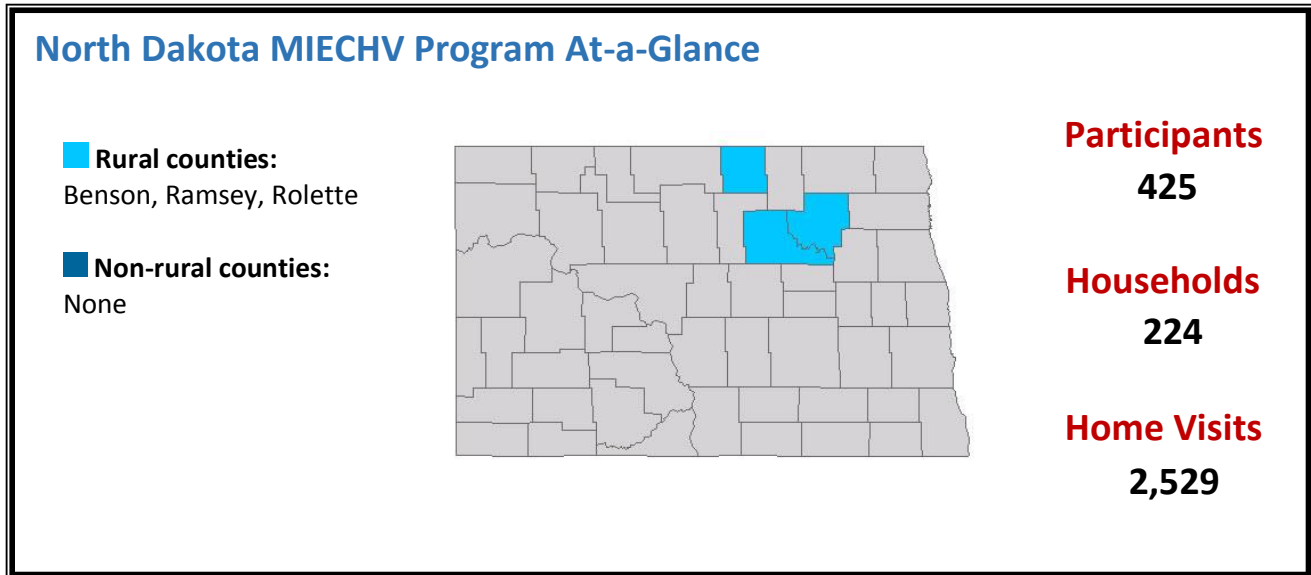 North Dakota MIECHV Program At-a-Glance
Rural counties:
Benson, Ramsey, Rolette
Non-rural counties:
None
Participants
425
Households
224
Home Visits
2,529